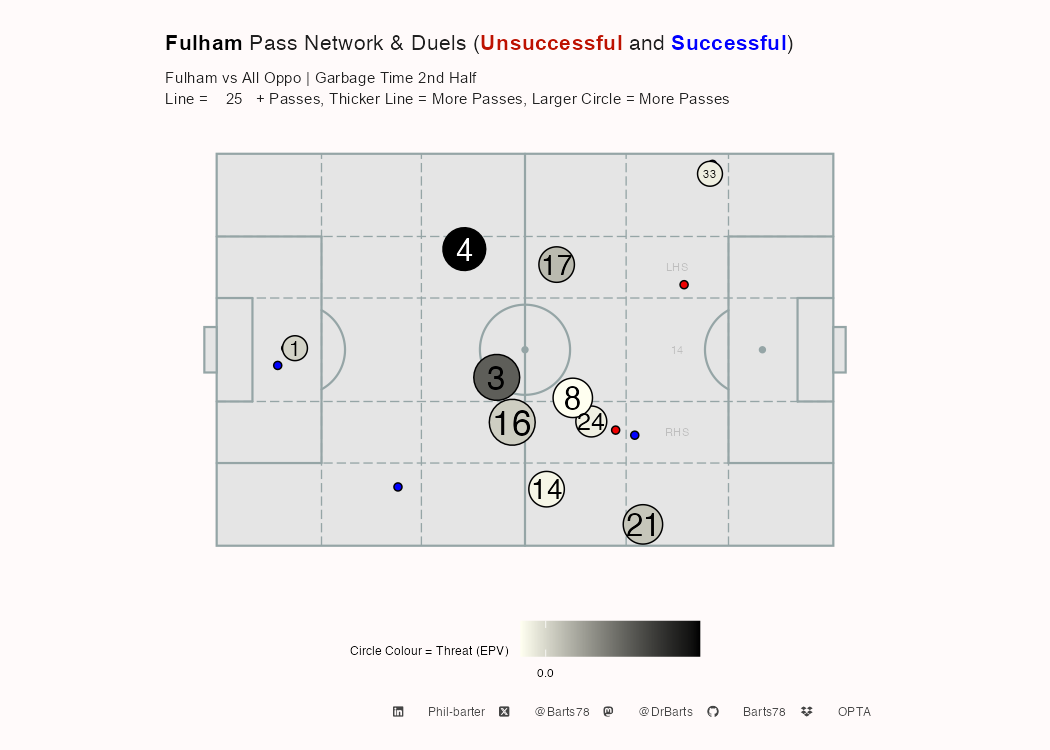 Fulham Pass Network & Duels (Unsuccessful and Successful)
Fulham vs All Oppo | Garbage Time 2nd Half
Line = 25 + Passes, Thicker Line = More Passes, Larger Circle = More Passes
33
4
17
LHS
1
14
3
8
16
24
RHS
14
21
Circle Colour = Threat (EPV)
0.0
Phil-barter @Barts78 @DrBarts Barts78 OPTA